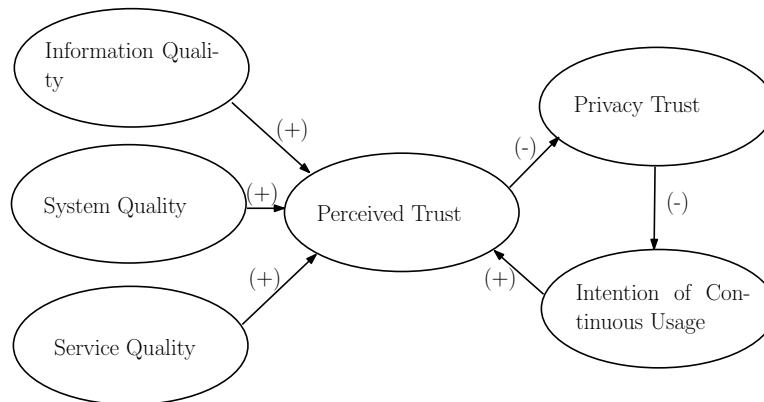 Information Quali-
ty
(+)
System Quality
(+)
Service Quality
(+)
Perceived Trust
(-)
Privacy Trust
(-)
Intention of Con-
tinuous Usage
(+)